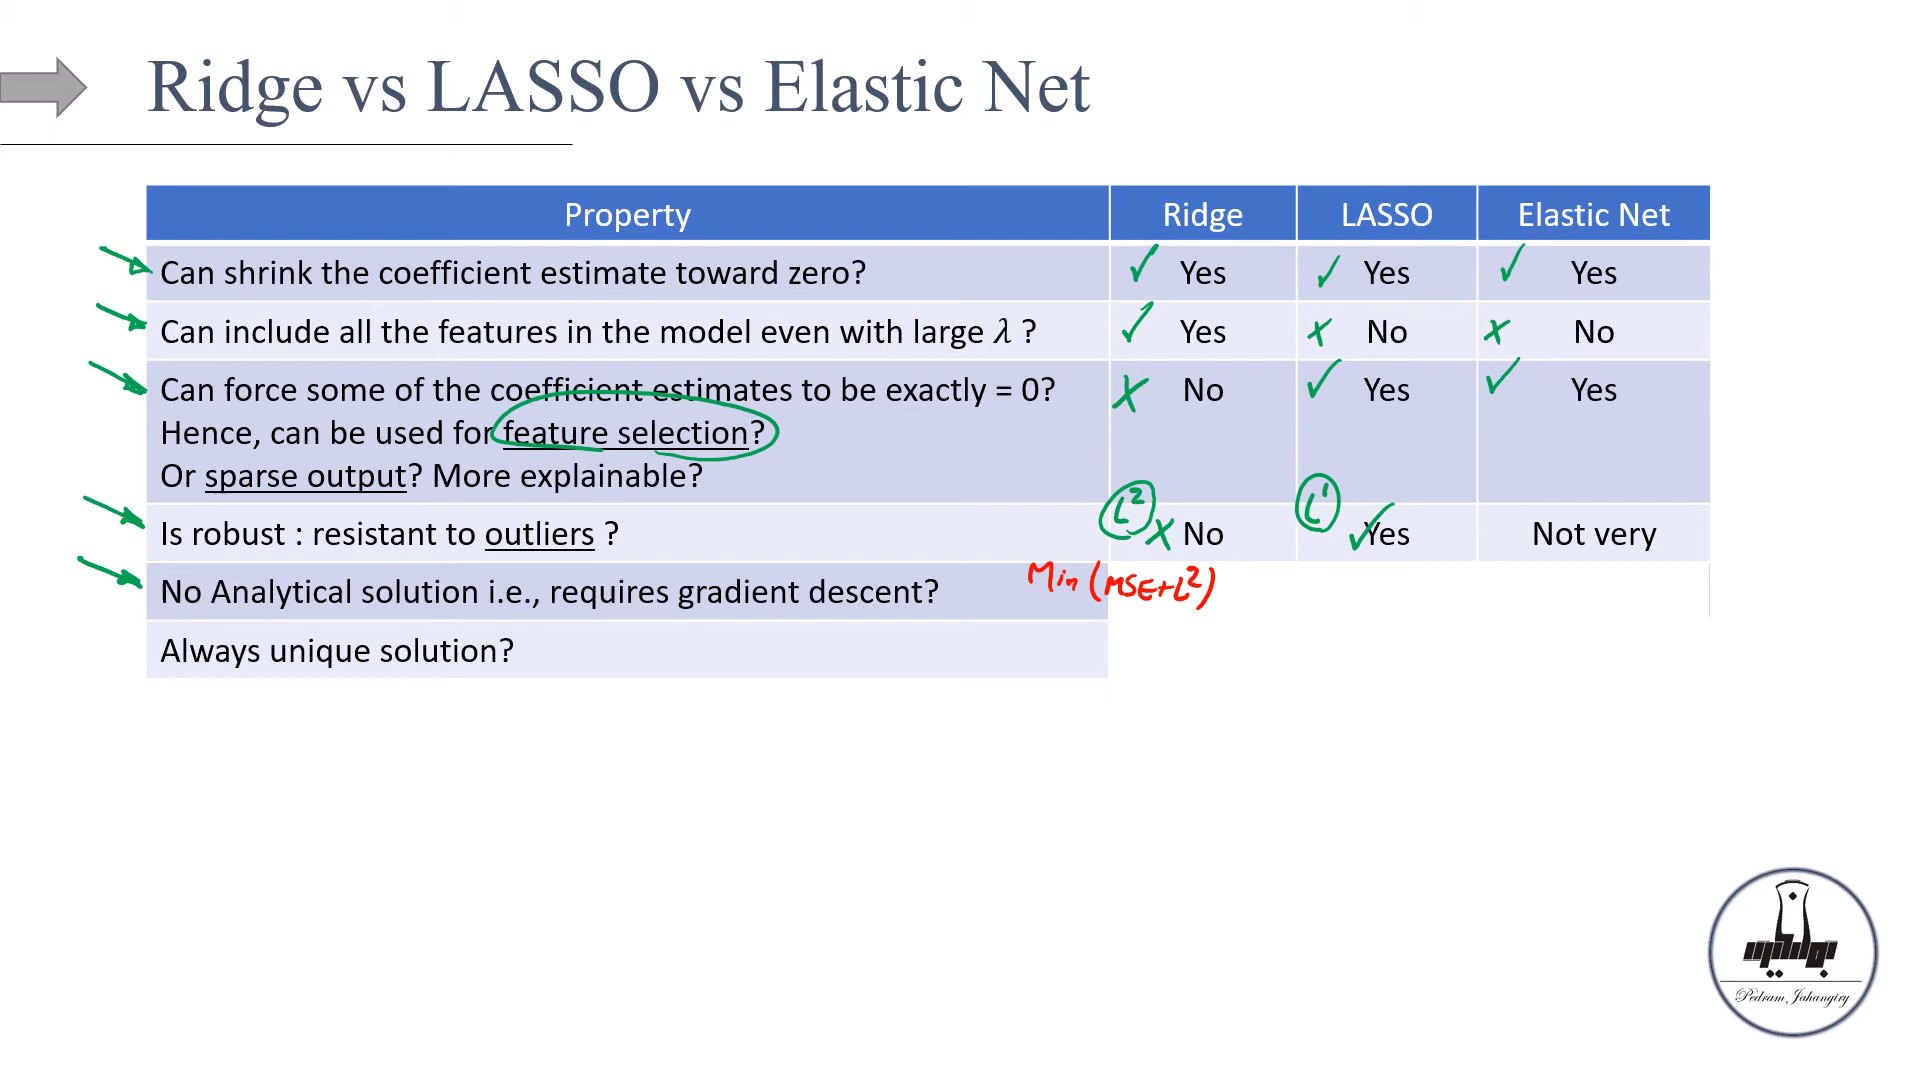 Ridge vs LASSO vs Elastic Net
Property Ridge LASSO Elastic Net
Can shrink the coefficient estimate toward zero? ✓ Yes ✓ Yes ✓ Yes
Can include all the features in the model even with large λ ? ✓ Yes x No x No
Can force some of the coefficient estimates to be exactly = 0? X No ✓ Yes ✓ Yes
Hence, can be used for feature selection?
Or sparse output? More explainable?
L² L¹
Is robust : resistant to outliers ? x No ✓ Yes Not very
No Analytical solution i.e., requires gradient descent? Min (MSE+L²)
Always unique solution?
Pedram Jahangiry